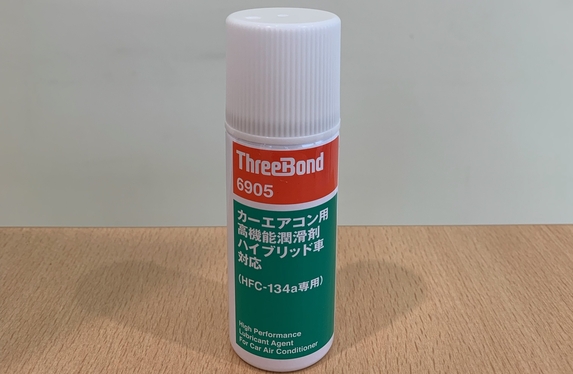 ThreeBond
6905
カーエアコン用
高機能潤滑剤
ハイブリッド車
対応
(HFC-134a専用)
High Performance
Lubricant Agent
For Car Air Conditioner